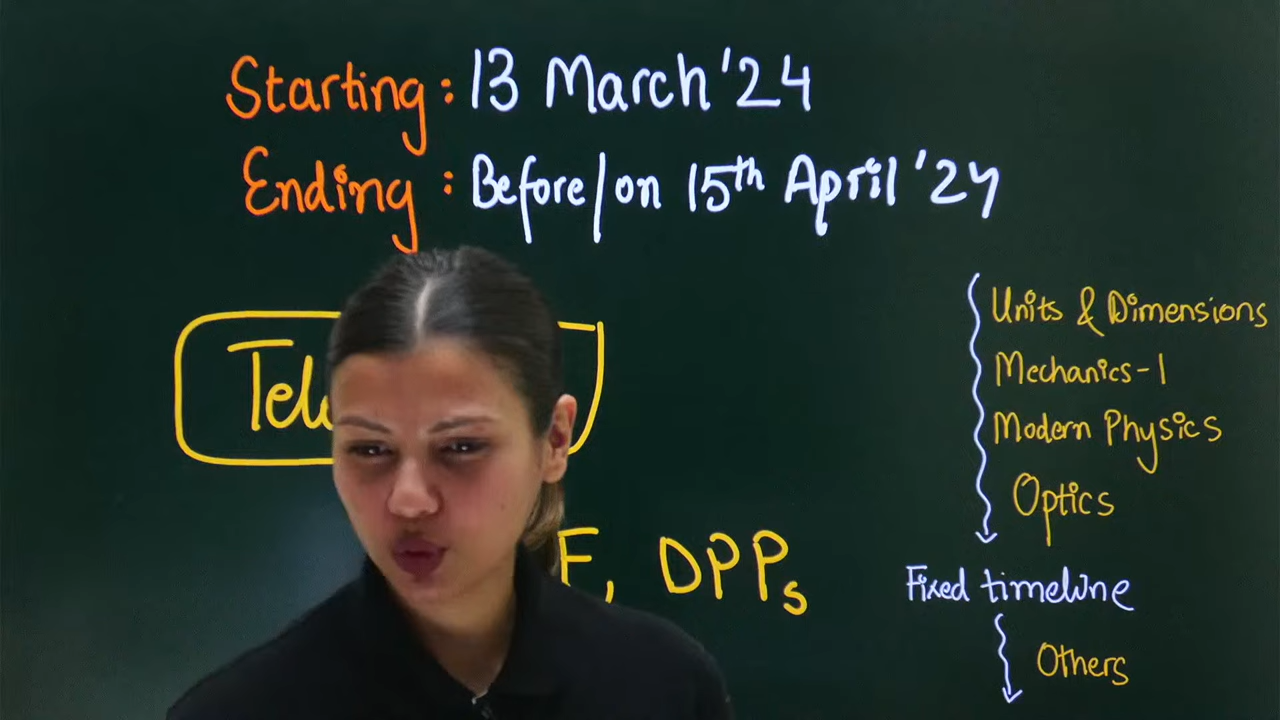 Starting : 13 March '24
Ending : Before/on 15th April '24
Units & Dimensions
Mechanics-1
Modern Physics
Optics
F, DPPs
Fixed timeline
Others